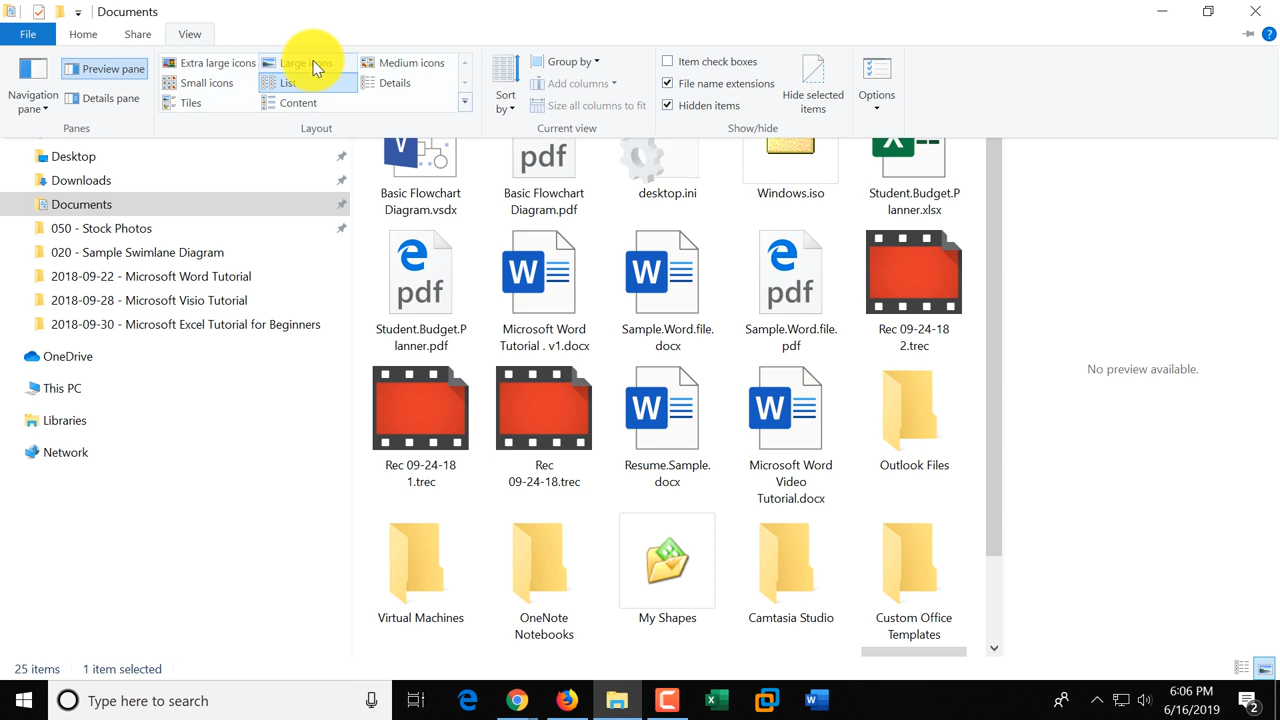 Documents
File
Home
Share
View
Navigation pane
Preview pane
Details pane
Panes
Extra large icons
Large icons
Medium icons
Small icons
List
Details
Tiles
Content
Layout
Sort by
Group by
Add columns
Size all columns to fit
Current view
Item check boxes
File name extensions
Hidden items
Hide selected items
Show/hide
Options
Desktop
Downloads
Documents
050 - Stock Photos
020 - Sample Swimlane Diagram
2018-09-22 - Microsoft Word Tutorial
2018-09-28 - Microsoft Visio Tutorial
2018-09-30 - Microsoft Excel Tutorial for Beginners
OneDrive
This PC
Libraries
Network
pdf
Basic Flowchart
Diagram.vsdx
Basic Flowchart
Diagram.pdf
desktop.ini
Windows.iso
Student.Budget.P
lanner.xlsx
pdf
pdf
Student.Budget.P
lanner.pdf
Microsoft Word
Tutorial . v1.docx
Sample.Word.file.
docx
Sample.Word.file.
pdf
Rec 09-24-18
2.trec
Rec 09-24-18
1.trec
Rec
09-24-18.trec
Resume.Sample.
docx
Microsoft Word
Video
Tutorial.docx
Outlook Files
Virtual Machines
OneNote
Notebooks
My Shapes
Camtasia Studio
Custom Office
Templates
No preview available.
25 items
1 item selected
Type here to search
6:06 PM
6/16/2019
2